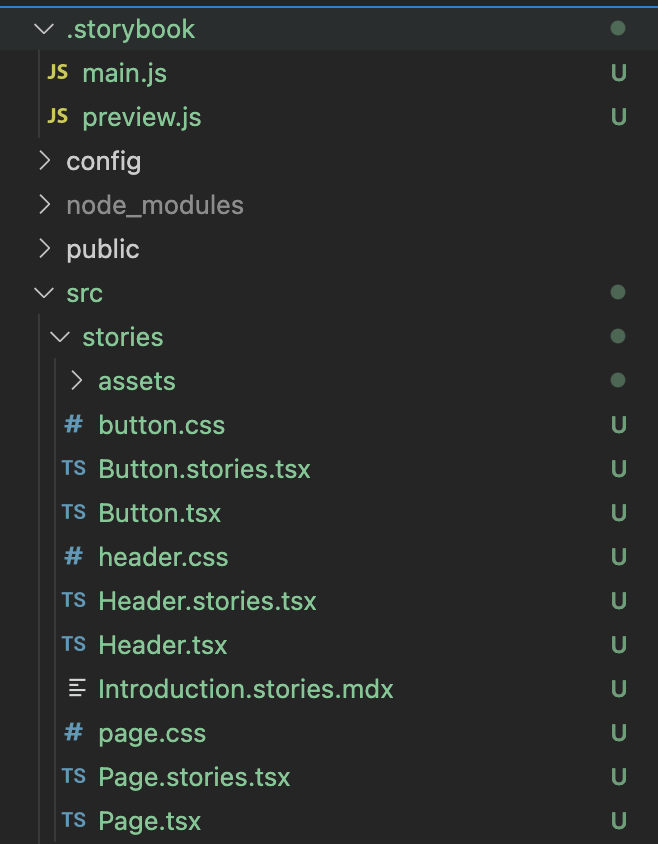 .storybook
JS main.js U
JS preview.js U
config
node_modules
public
src
stories
assets
# button.css U
TS Button.stories.tsx U
TS Button.tsx U
# header.css U
TS Header.stories.tsx U
TS Header.tsx U
Introduction.stories.mdx U
# page.css U
TS Page.stories.tsx U
TS Page.tsx U